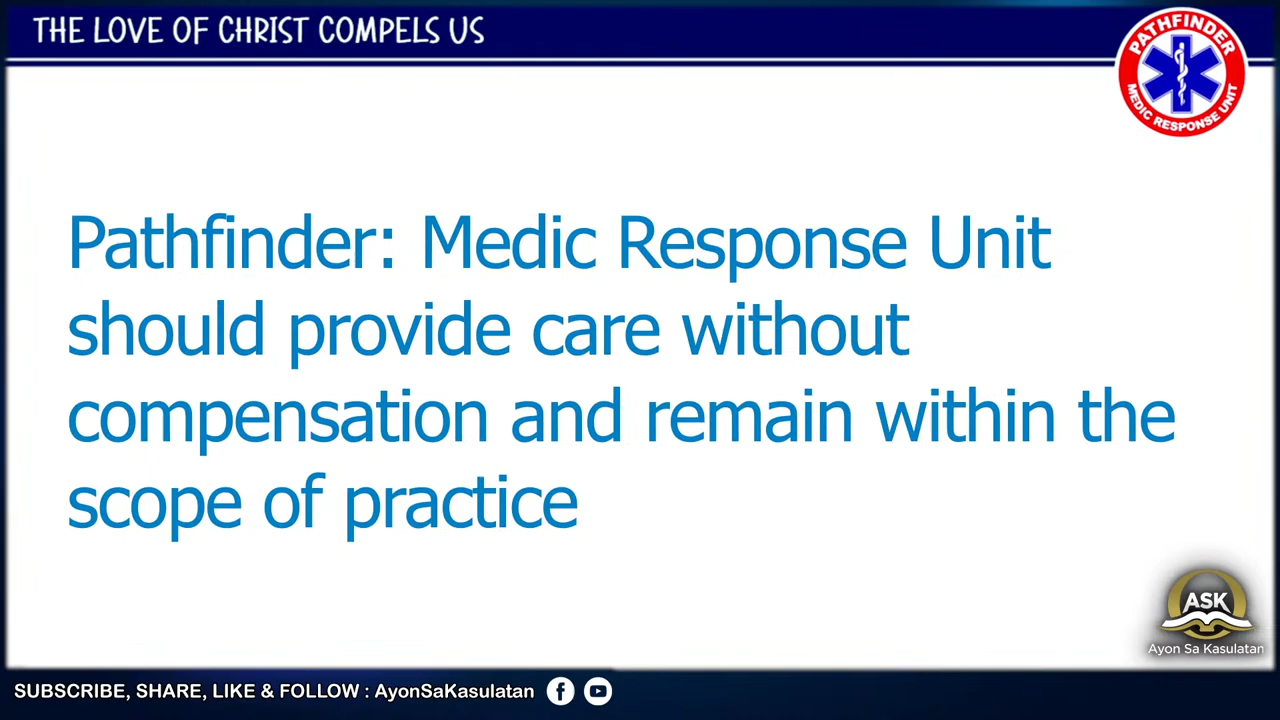 THE LOVE OF CHRIST COMPELS US
PATHFINDER
MEDIC RESPONSE UNIT
Pathfinder: Medic Response Unit
should provide care without
compensation and remain within the
scope of practice
ASK
Ayon Sa Kasulatan
SUBSCRIBE, SHARE, LIKE & FOLLOW : AyonSaKasulatan